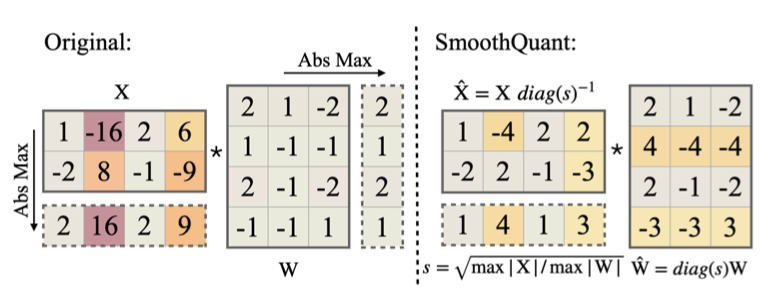 Original:
Abs Max
X
1 -16 2 6
-2 8 -1 -9
Abs Max
2 16 2 9
*
2 1 -2
1 -1 -1
2 -1 -2
-1 -1 1
2
1
2
1
W
SmoothQuant:
X̂ = X diag(s)⁻¹
1 -4 2 2
-2 2 -1 -3
1 4 1 3
*
2 1 -2
4 -4 -4
2 -1 -2
-3 -3 3
s = √max |X|/max |W|
Ŵ = diag(s)W